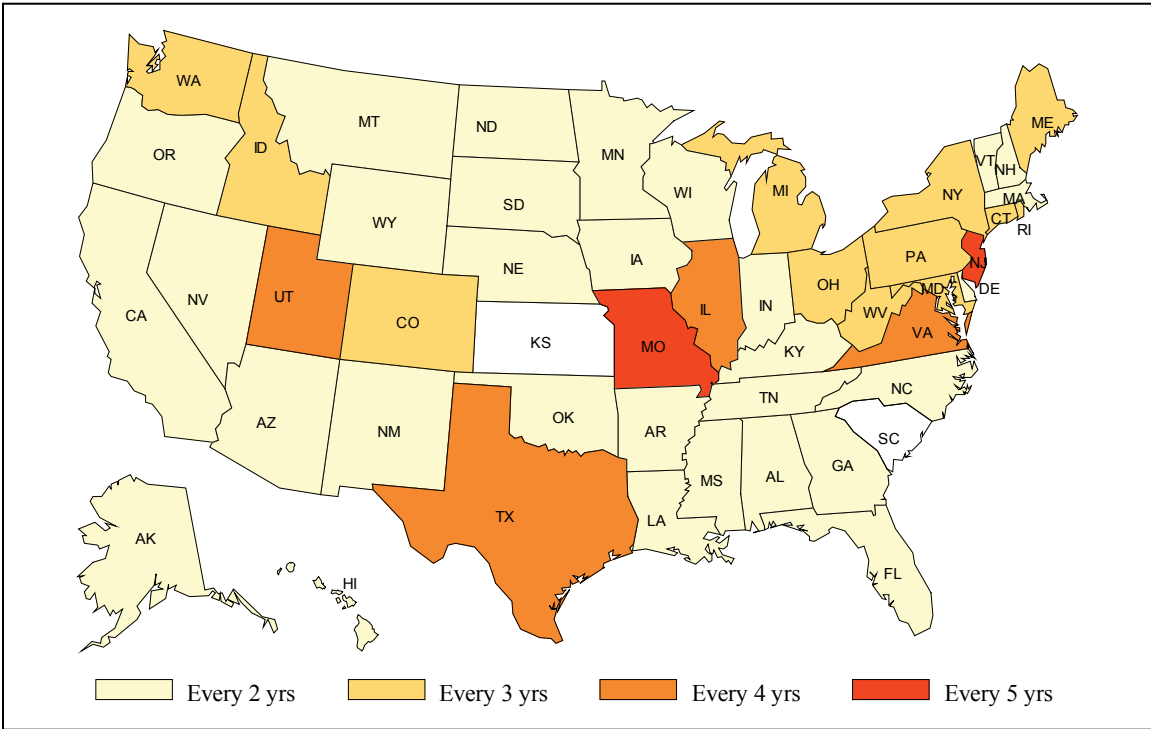 WA
ME
MT
ND
MN
OR
ID
VT
NH
WI
MI
NY
MA
SD
WY
CT
RI
IA
PA
NJ
NE
OH
MD
DE
UT
NV
IN
IL
WV
CA
CO
VA
KS
MO
KY
NC
TN
OK
AZ
NM
AR
SC
GA
MS
AL
TX
LA
AK
FL
HI
Every 2 yrs
Every 3 yrs
Every 4 yrs
Every 5 yrs